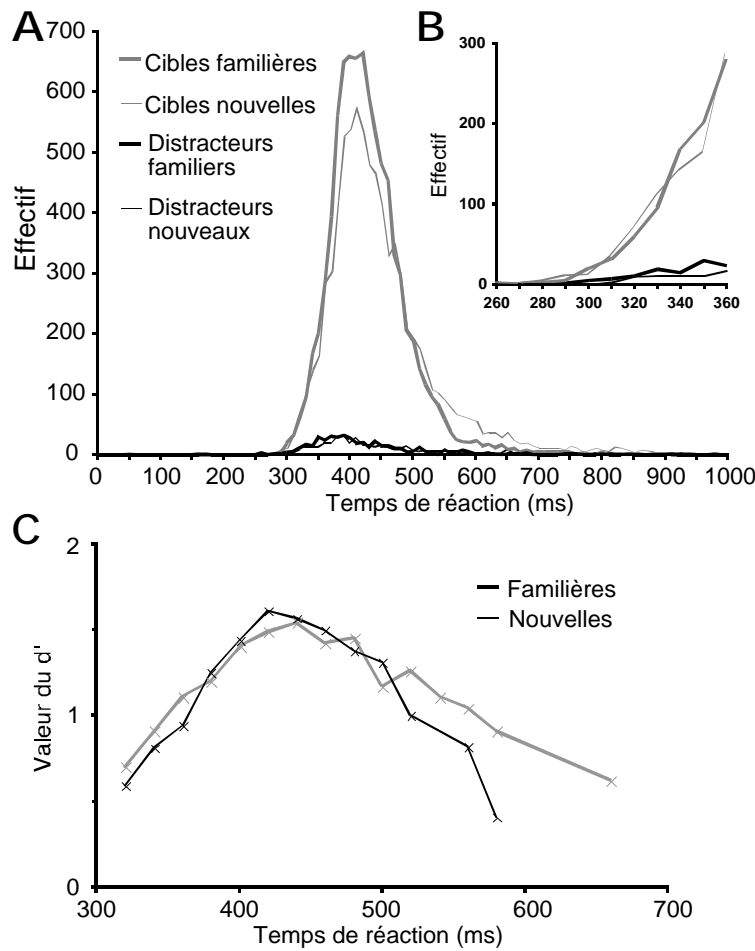 A
700
600
500
400
300
200
100
0
Effectif
Cibles familières
Cibles nouvelles
Distracteurs
familiers
Distracteurs
nouveaux
0 100 200 300 400 500 600 700 800 900 1000
Temps de réaction (ms)
B
300
200
100
0
Effectif
260 280 300 320 340 360
C
2
1
0
Valeur du d'
Familières
Nouvelles
300 400 500 600 700
Temps de réaction (ms)